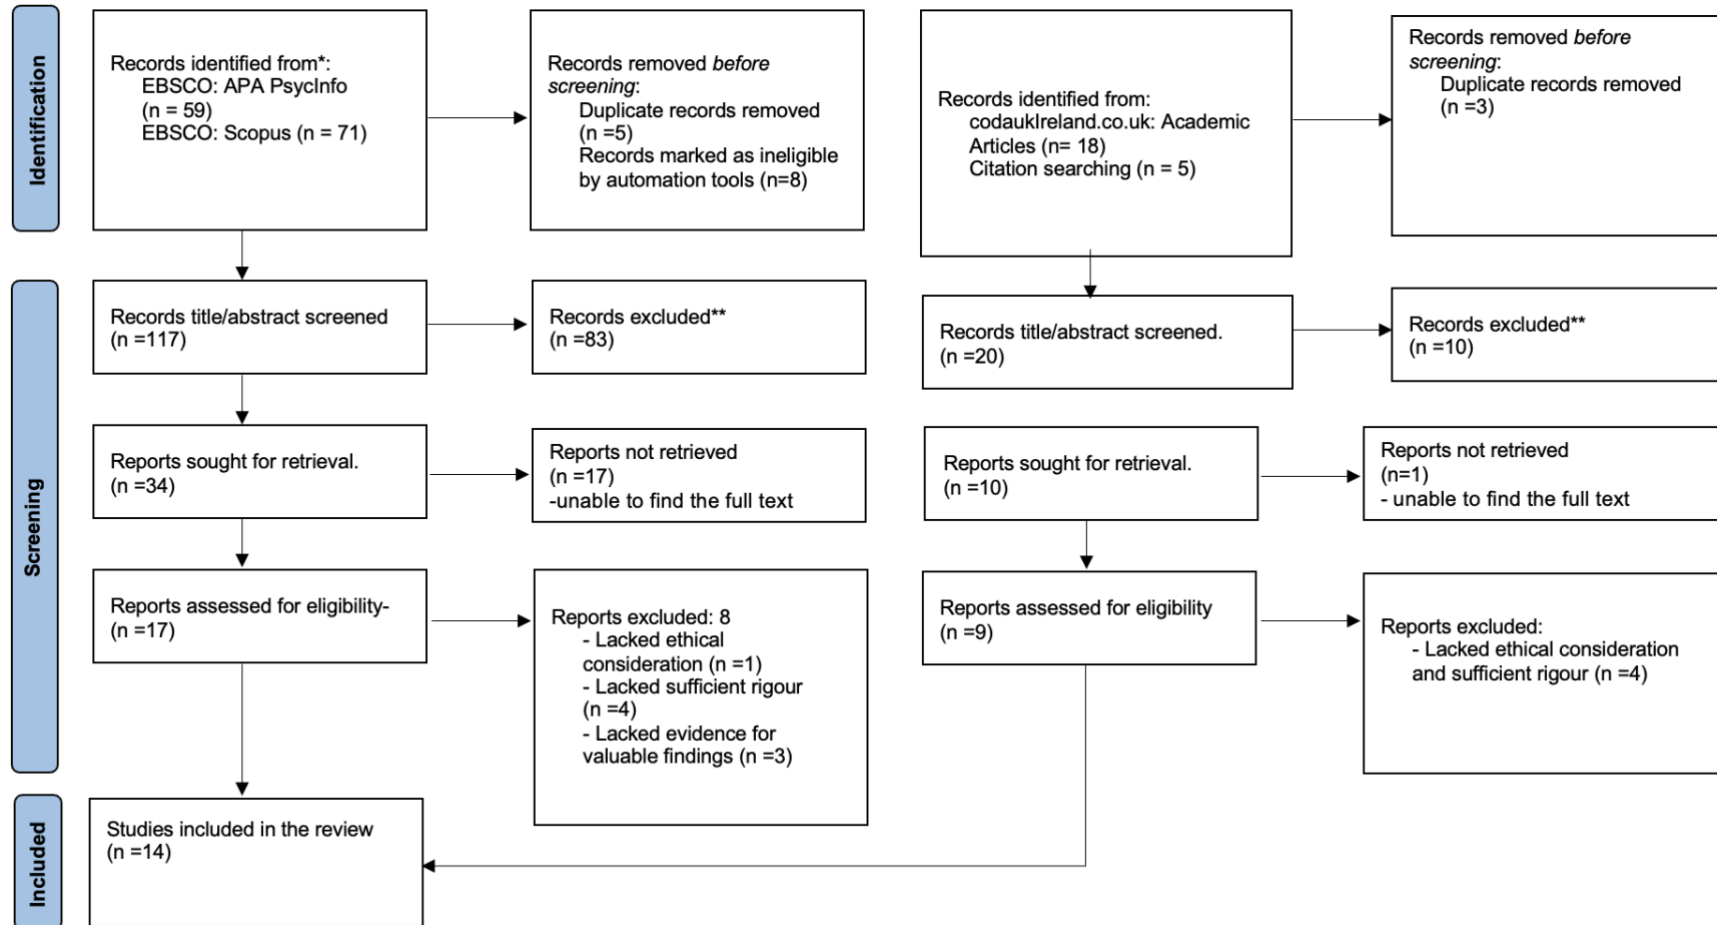 Identification
Records identified from*:
EBSCO: APA PsycInfo
(n = 59)
EBSCO: Scopus (n = 71)
Records removed before
screening:
Duplicate records removed
(n =5)
Records marked as ineligible
by automation tools (n=8)
Records identified from:
codaukIreland.co.uk: Academic
Articles (n= 18)
Citation searching (n = 5)
Records removed before
screening:
Duplicate records removed
(n =3)
Screening
Records title/abstract screened
(n =117)
Records excluded**
(n =83)
Records title/abstract screened.
(n =20)
Records excluded**
(n =10)
Reports sought for retrieval.
(n =34)
Reports not retrieved
(n =17)
-unable to find the full text
Reports sought for retrieval.
(n =10)
Reports not retrieved
(n=1)
- unable to find the full text
Reports assessed for eligibility-
(n =17)
Reports excluded: 8
- Lacked ethical
consideration (n =1)
- Lacked sufficient rigour
(n =4)
- Lacked evidence for
valuable findings (n =3)
Reports assessed for eligibility
(n =9)
Reports excluded:
- Lacked ethical consideration
and sufficient rigour (n =4)
Included
Studies included in the review
(n =14)